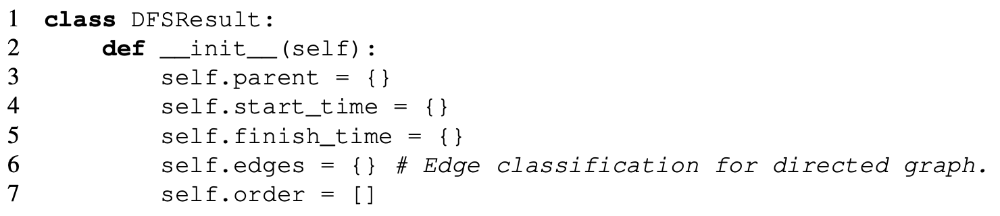 1 class DFSResult:
2     def __init__(self):
3         self.parent = {}
4         self.start_time = {}
5         self.finish_time = {}
6         self.edges = {} # Edge classification for directed graph.
7         self.order = []